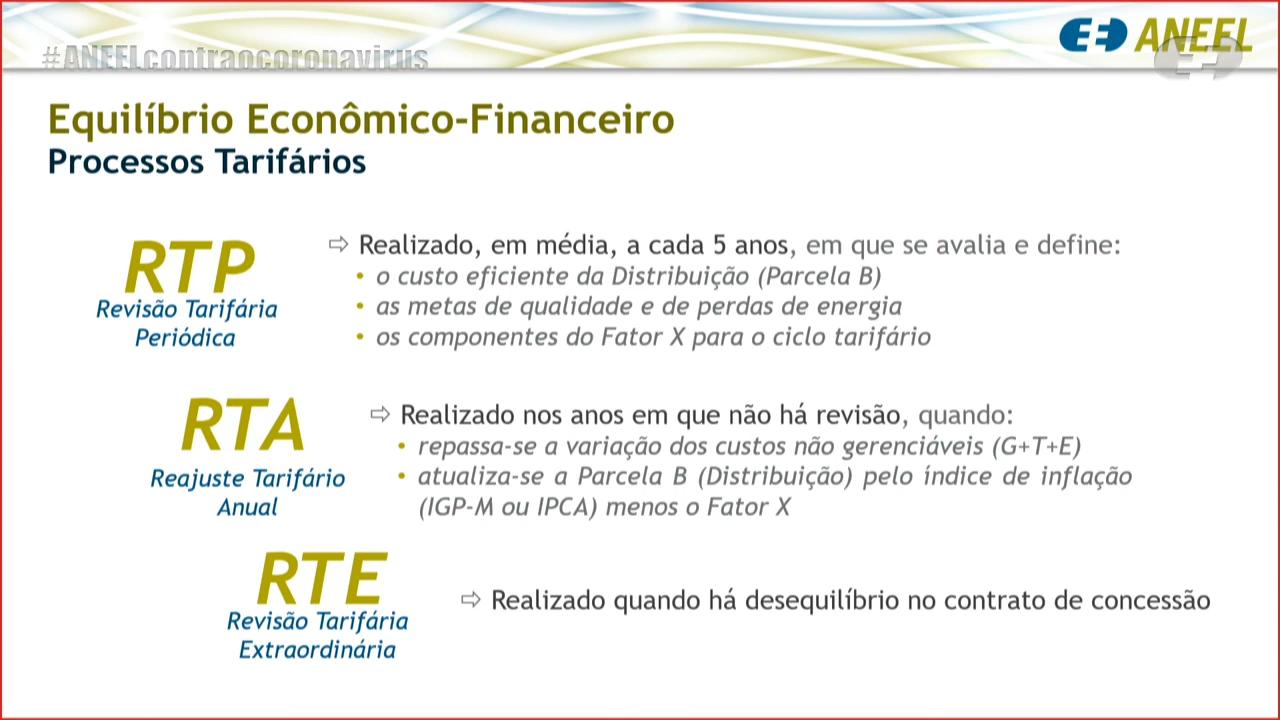 #ANEELcontraocoronavirus
ANEEL
Equilíbrio Econômico-Financeiro
Processos Tarifários
RTP
Revisão Tarifária
Periódica
⇨ Realizado, em média, a cada 5 anos, em que se avalia e define:
• o custo eficiente da Distribuição (Parcela B)
• as metas de qualidade e de perdas de energia
• os componentes do Fator X para o ciclo tarifário
RTA
Reajuste Tarifário
Anual
⇨ Realizado nos anos em que não há revisão, quando:
• repassa-se a variação dos custos não gerenciáveis (G+T+E)
• atualiza-se a Parcela B (Distribuição) pelo índice de inflação
(IGP-M ou IPCA) menos o Fator X
RTE
Revisão Tarifária
Extraordinária
⇨ Realizado quando há desequilíbrio no contrato de concessão